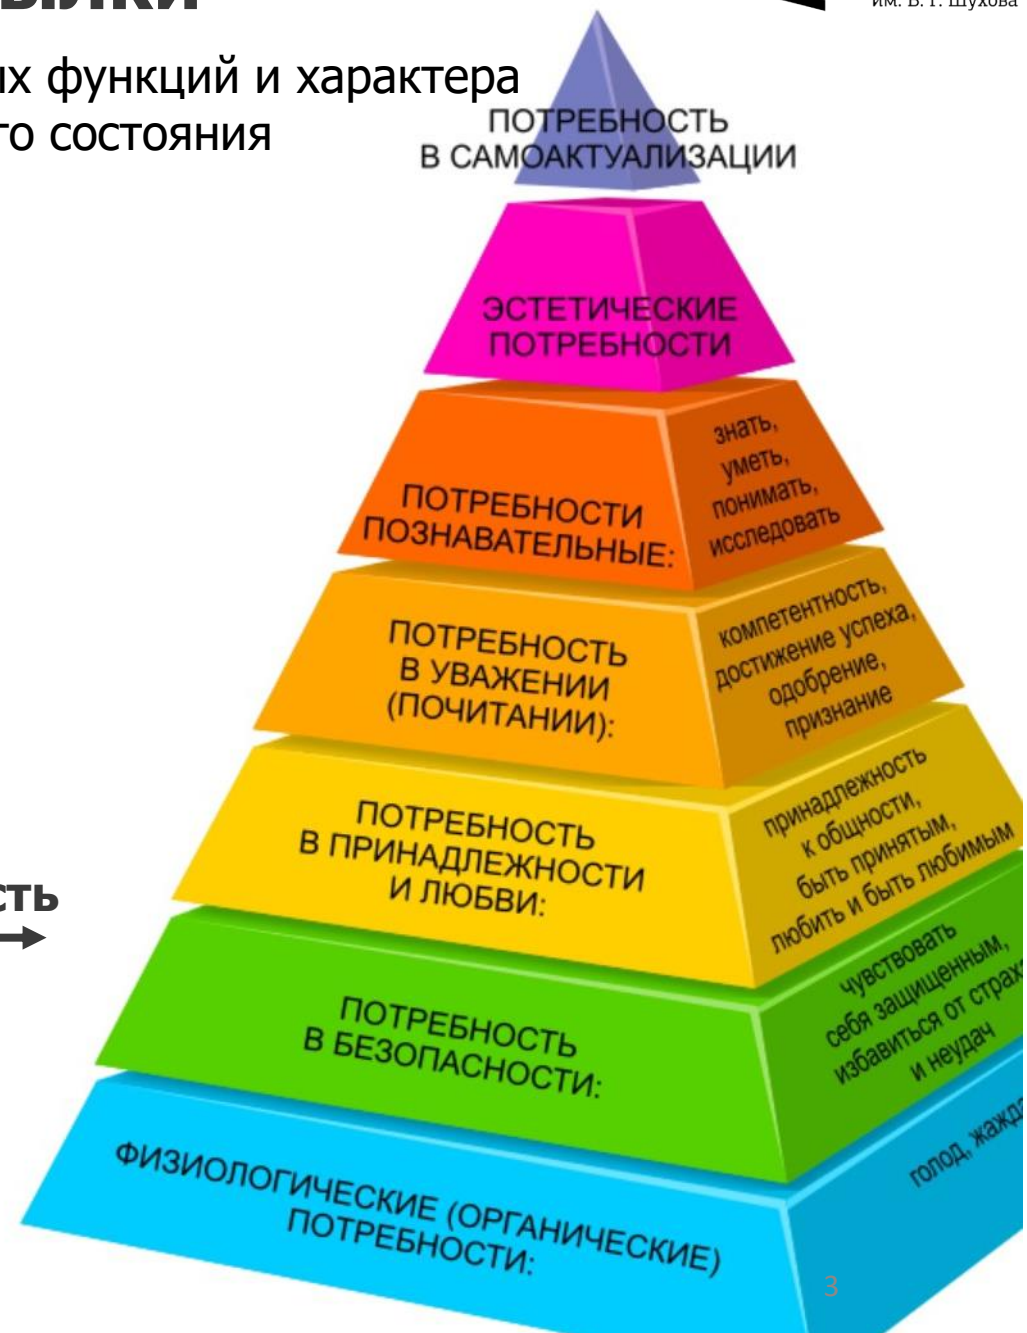 им. В. Г. Шухова
ых функций и характера
го состояния
ПОТРЕБНОСТЬ
В САМОАКТУАЛИЗАЦИИ
ЭСТЕТИЧЕСКИЕ
ПОТРЕБНОСТИ
ПОТРЕБНОСТИ
ПОЗНАВАТЕЛЬНЫЕ:
знать,
уметь,
понимать,
исследовать
ПОТРЕБНОСТЬ
В УВАЖЕНИИ
(ПОЧИТАНИИ):
компетентность,
достижение успеха,
одобрение,
признание
ПОТРЕБНОСТЬ
В ПРИНАДЛЕЖНОСТИ
И ЛЮБВИ:
принадлежность
к общности,
быть принятым,
любить и быть любимым
сть
ПОТРЕБНОСТЬ
В БЕЗОПАСНОСТИ:
чувствовать
себя защищенным,
избавиться от страха
и неудач
ФИЗИОЛОГИЧЕСКИЕ (ОРГАНИЧЕСКИЕ)
ПОТРЕБНОСТИ:
голод, жажда
3